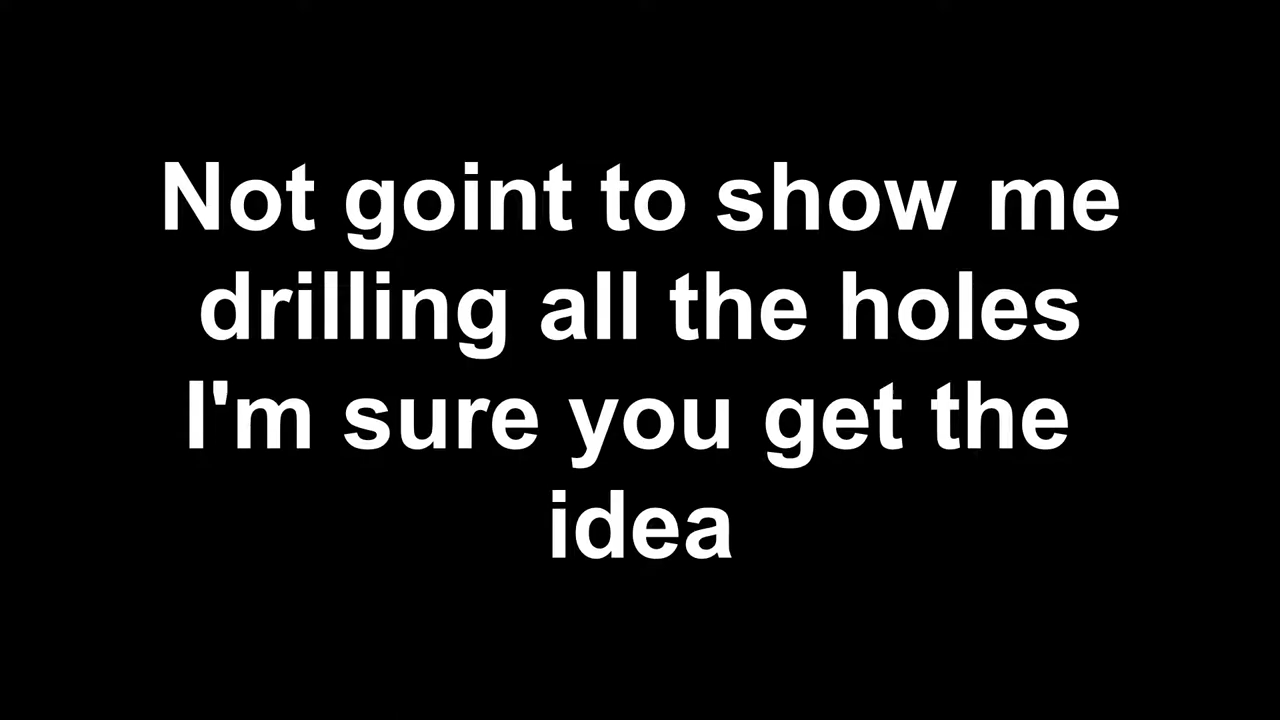 Not goint to show me
drilling all the holes
I'm sure you get the
idea